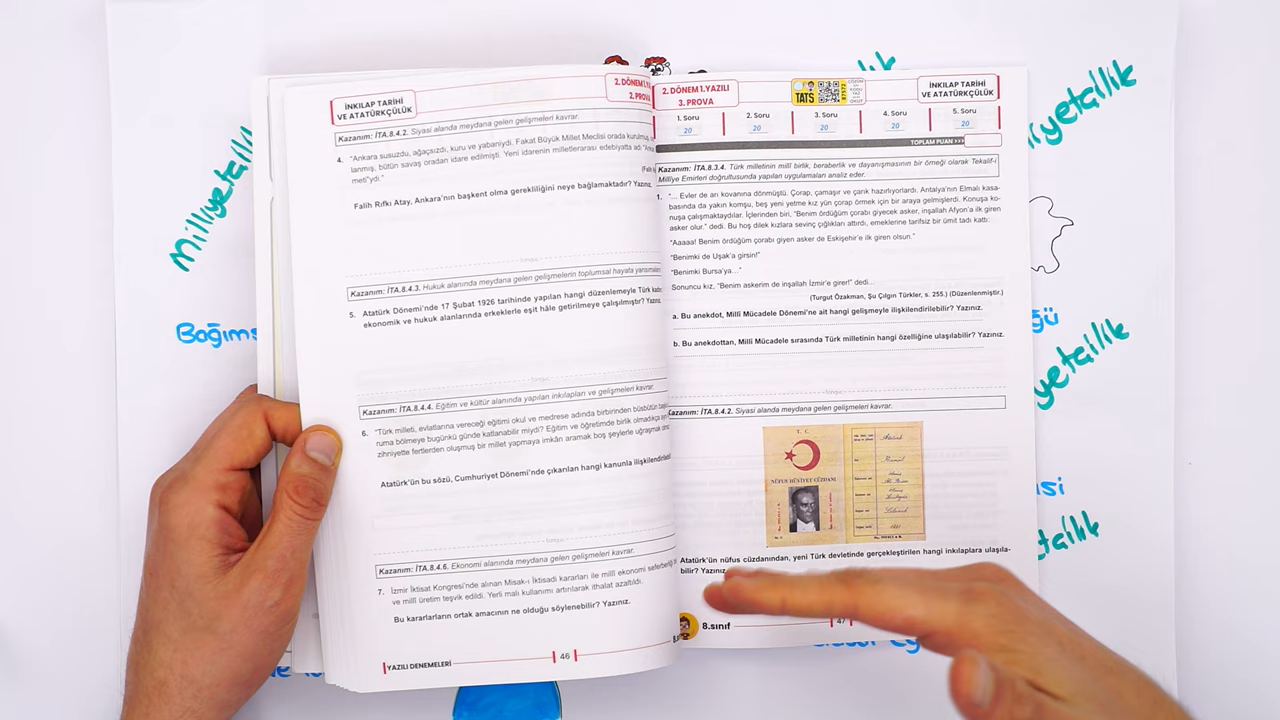 milliyetçilik
Bağıms
İNKILAP TARİHİ
VE ATATÜRKÇÜLÜK
2. DÖNEM 1.
2. PROVA
Kazanım: İTA.8.4.2. Siyasi alanda meydana gelen gelişmeleri kavrar.
4. "Ankara susuzdu, ağaçsızdı, kuru ve yabaniydi. Fakat Büyük Millet Meclisi orada kurulmuş
lanmış, bütün savaş oradan idare edilmişti. Yeni idarenin milletlerarası edebiyatta adı
meti"ydi."
Falih Rıfkı Atay, Ankara'nın başkent olma gerekliliğini neye bağlamaktadır? Yazınız.
Kazanım: İTA.8.4.3. Hukuk alanında meydana gelen gelişmelerin toplumsal hayata
5. Atatürk Dönemi'nde 17 Şubat 1926 tarihinde yapılan hangi düzenlemeyle Türk
ekonomik ve hukuk alanlarında erkeklerle eşit hâle getirilmeye çalışılmıştır? Yazınız.
Kazanım: İTA.8.4.4. Eğitim ve kültür alanında yapılan inkılapları ve gelişmeleri kavrar.
6. "Türk milleti, evlatlarına vereceği eğitimi okul ve medrese adında birbirinden büsbütün
ruma bölmeye bugünkü günde katlanabilir miydi? Eğitim ve öğretimde birlik olmadıkça
zihniyette fertlerden oluşmuş bir millet yapmaya imkân aramak boş şeylerle uğraşmak
Atatürk'ün bu sözü, Cumhuriyet Dönemi'nde çıkarılan hangi kanunla
Kazanım: İTA.8.4.6. Ekonomi alanında meydana gelen gelişmeleri kavrar.
7. İzmir İktisat Kongresi'nde alınan Misak-ı İktisadi kararları ile millî ekonomi
ve millî üretim teşvik edildi. Yerli malı kullanımı artırılarak ithalat azaltıldı.
Bu kararlarların ortak amacının ne olduğu söylenebilir? Yazınız.
YAZILI DENEMELERİ
46
2. DÖNEM 1.YAZILI
3. PROVA
TATS
İNKILAP TARİHİ
VE ATATÜRKÇÜLÜK
1. Soru 2. Soru 3. Soru 4. Soru 5. Soru
20 20 20 20 20
TOPLAM PUAN >>>
Kazanım: İTA.8.3.4. Türk milletinin millî birlik, beraberlik ve dayanışmasının bir örneği olarak Tekalif-i
Milliye Emirleri doğrultusunda yapılan uygulamaları analiz eder.
1. "... Evler de arı kovanına dönmüştü. Çorap, çamaşır ve çarık hazırlıyorlardı. Antalya'nın Elmalı kasa-
basında da yakın komşu, beş yeni yetme kız yün çorap örmek için bir araya gelmişlerdi. Konuşa ko-
nuşa çalışmaktaydılar. İçlerinden biri, "Benim ördüğüm çorabı giyecek asker, inşallah Afyon'a ilk giren
asker olur." dedi. Bu hoş dilek kızlara sevinç çığlıkları attırdı, emeklerine tarifsiz bir ümit tadı kattı:
"Aaaaa! Benim ördüğüm çorabı giyen asker de Eskişehir'e ilk giren olsun."
"Benimki de Uşak'a girsin!"
"Benimki Bursa'ya..."
Sonuncu kız, "Benim askerim de inşallah İzmir'e girer!" dedi...
(Turgut Özakman, Şu Çılgın Türkler, s. 255.) (Düzenlenmiştir.)
a. Bu anekdot, Millî Mücadele Dönemi'ne ait hangi gelişmeyle ilişkilendirilebilir? Yazınız.
b. Bu anekdottan, Millî Mücadele sırasında Türk milletinin hangi özelliğine ulaşılabilir? Yazınız.
Kazanım: İTA.8.4.2. Siyasi alanda meydana gelen gelişmeleri kavrar.
T. C.
NÜFUS HÜVİYET CÜZDANI
Atatürk'ün nüfus cüzdanından, yeni Türk devletinde gerçekleştirilen hangi inkılaplara ulaşıla-
bilir? Yazınız.
8.sınıf
47